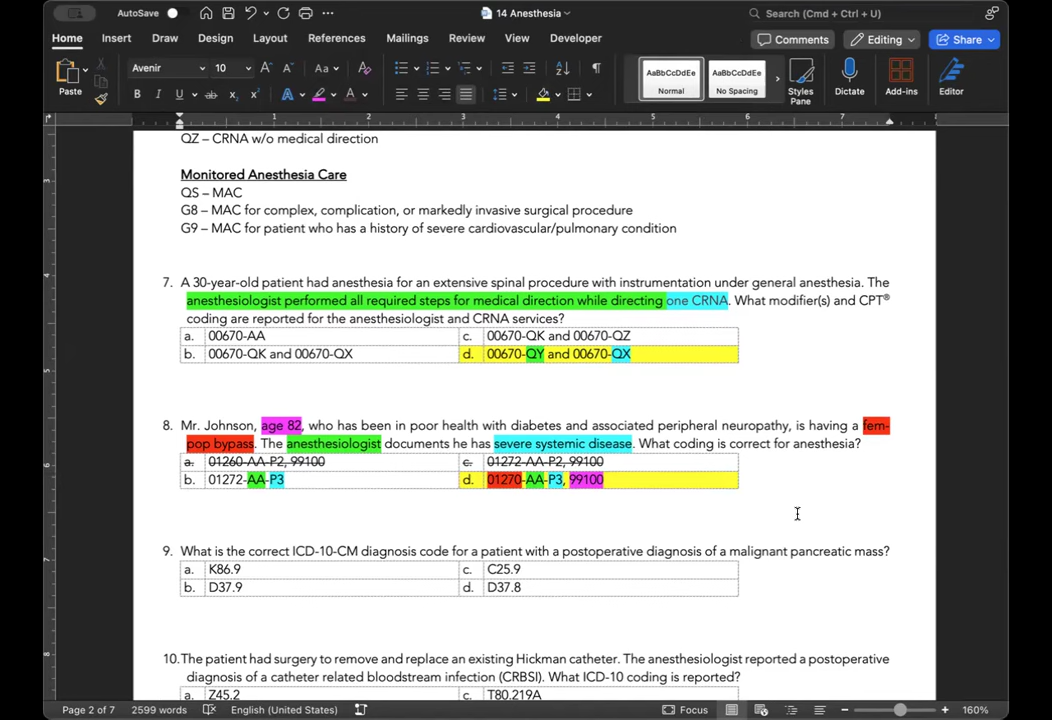 AutoSave
14 Anesthesia
Search (Cmd + Ctrl + U)
Home Insert Draw Design Layout References Mailings Review View Developer
Comments Editing Share
Paste
Avenir 10
Aa
B I U ab x₂ x² A A
AaBbCcDdEe
Normal
AaBbCcDdEe
No Spacing
Styles Pane
Dictate
Add-ins
Editor
1 2 3 4 5 6 7
QZ – CRNA w/o medical direction
Monitored Anesthesia Care
QS – MAC
G8 – MAC for complex, complication, or markedly invasive surgical procedure
G9 – MAC for patient who has a history of severe cardiovascular/pulmonary condition
7. A 30-year-old patient had anesthesia for an extensive spinal procedure with instrumentation under general anesthesia. The
anesthesiologist performed all required steps for medical direction while directing one CRNA. What modifier(s) and CPT®
coding are reported for the anesthesiologist and CRNA services?
a. 00670-AA c. 00670-QK and 00670-QZ
b. 00670-QK and 00670-QX d. 00670-QY and 00670-QX
8. Mr. Johnson, age 82, who has been in poor health with diabetes and associated peripheral neuropathy, is having a fem-
pop bypass. The anesthesiologist documents he has severe systemic disease. What coding is correct for anesthesia?
a. 01260-AA-P2, 99100 c. 01272-AA-P2, 99100
b. 01272-AA-P3 d. 01270-AA-P3, 99100
9. What is the correct ICD-10-CM diagnosis code for a patient with a postoperative diagnosis of a malignant pancreatic mass?
a. K86.9 c. C25.9
b. D37.9 d. D37.8
10. The patient had surgery to remove and replace an existing Hickman catheter. The anesthesiologist reported a postoperative
diagnosis of a catheter related bloodstream infection (CRBSI). What ICD-10 coding is reported?
a. Z45.2 c. T80.219A
Page 2 of 7 2599 words English (United States) Focus 160%